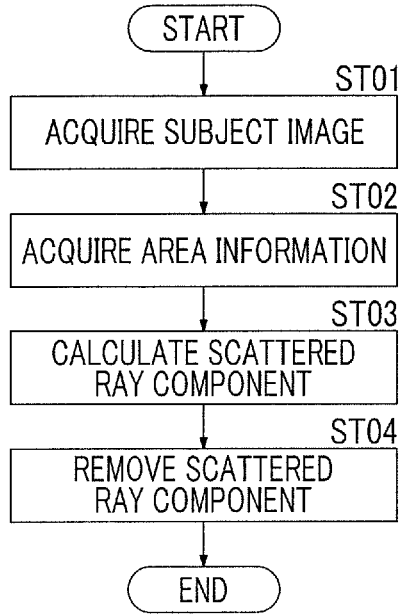 START
ST01
ACQUIRE SUBJECT IMAGE
ST02
ACQUIRE AREA INFORMATION
ST03
CALCULATE SCATTERED
RAY COMPONENT
ST04
REMOVE SCATTERED
RAY COMPONENT
END